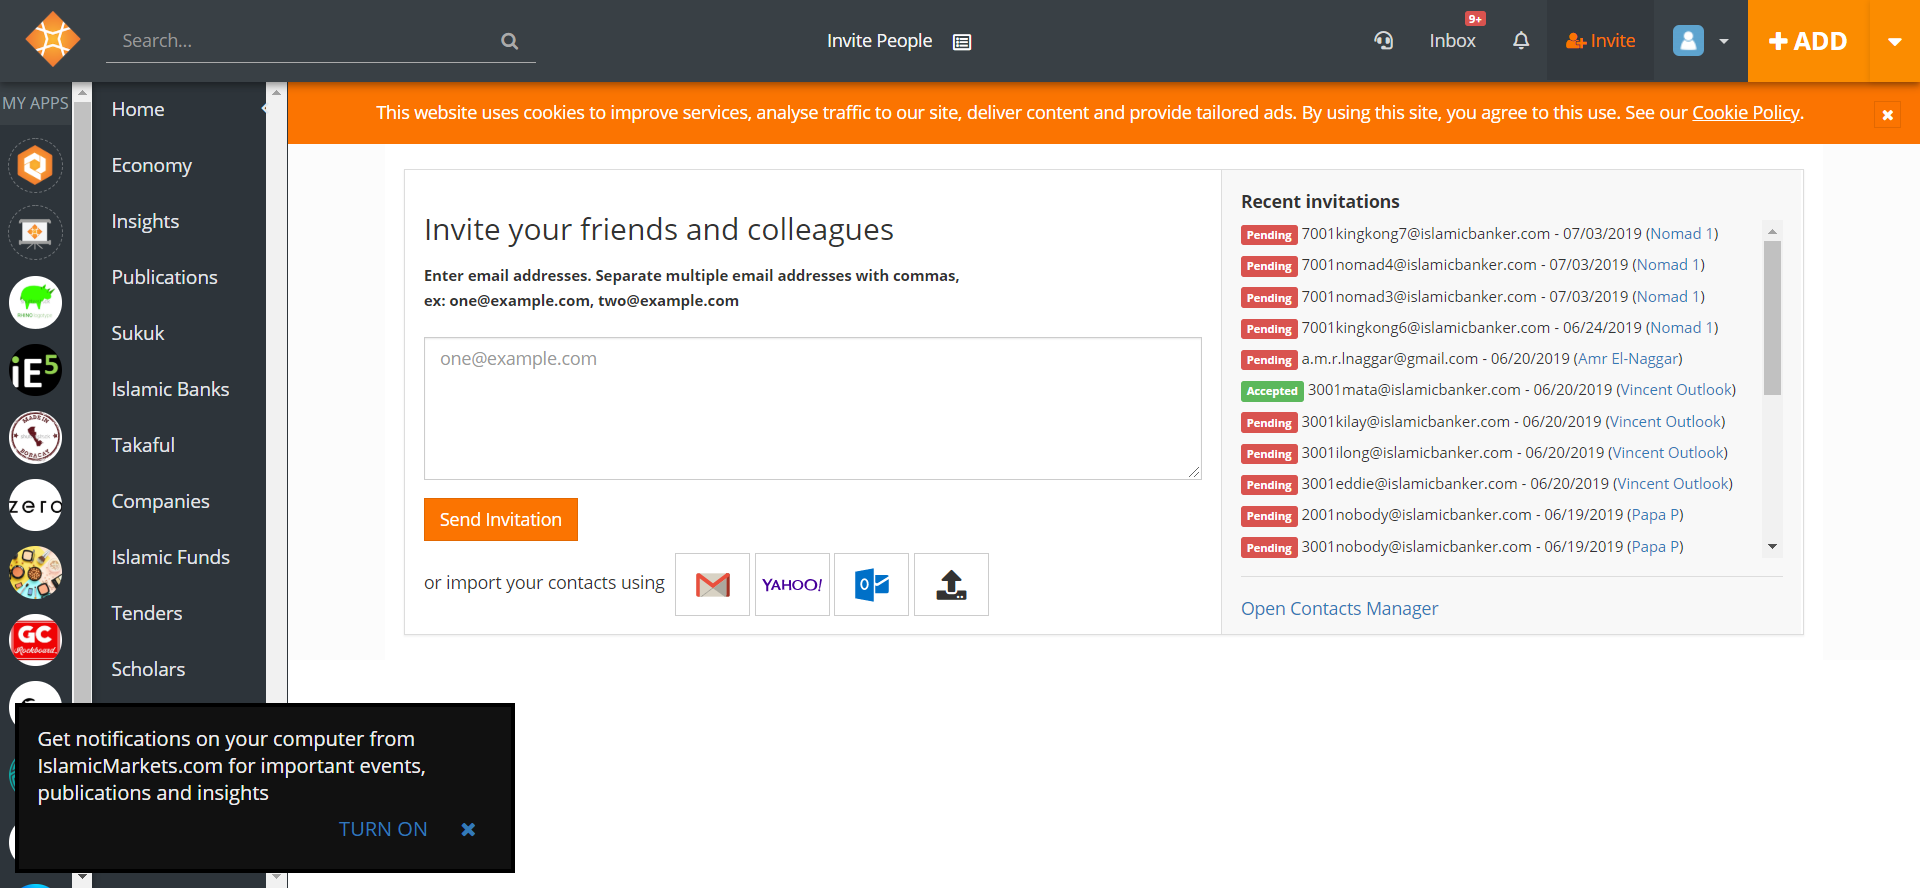 Search...
Invite People
Inbox
9+
Invite
ADD
MY APPS
Home
Economy
Insights
Publications
Sukuk
Islamic Banks
Takaful
Companies
Islamic Funds
Tenders
Scholars
iE5
MADE IN
BORACAY
zero
GC
Rockboard
This website uses cookies to improve services, analyse traffic to our site, deliver content and provide tailored ads. By using this site, you agree to this use. See our Cookie Policy.
Invite your friends and colleagues
Enter email addresses. Separate multiple email addresses with commas,
ex: one@example.com, two@example.com
one@example.com
Send Invitation
or import your contacts using
YAHOO!
Recent invitations
Pending 7001kingkong7@islamicbanker.com - 07/03/2019 (Nomad 1)
Pending 7001nomad4@islamicbanker.com - 07/03/2019 (Nomad 1)
Pending 7001nomad3@islamicbanker.com - 07/03/2019 (Nomad 1)
Pending 7001kingkong6@islamicbanker.com - 06/24/2019 (Nomad 1)
Pending a.m.r.lnaggar@gmail.com - 06/20/2019 (Amr El-Naggar)
Accepted 3001mata@islamicbanker.com - 06/20/2019 (Vincent Outlook)
Pending 3001kilay@islamicbanker.com - 06/20/2019 (Vincent Outlook)
Pending 3001ilong@islamicbanker.com - 06/20/2019 (Vincent Outlook)
Pending 3001eddie@islamicbanker.com - 06/20/2019 (Vincent Outlook)
Pending 2001nobody@islamicbanker.com - 06/19/2019 (Papa P)
Pending 3001nobody@islamicbanker.com - 06/19/2019 (Papa P)
Open Contacts Manager
Get notifications on your computer from
IslamicMarkets.com for important events,
publications and insights
TURN ON